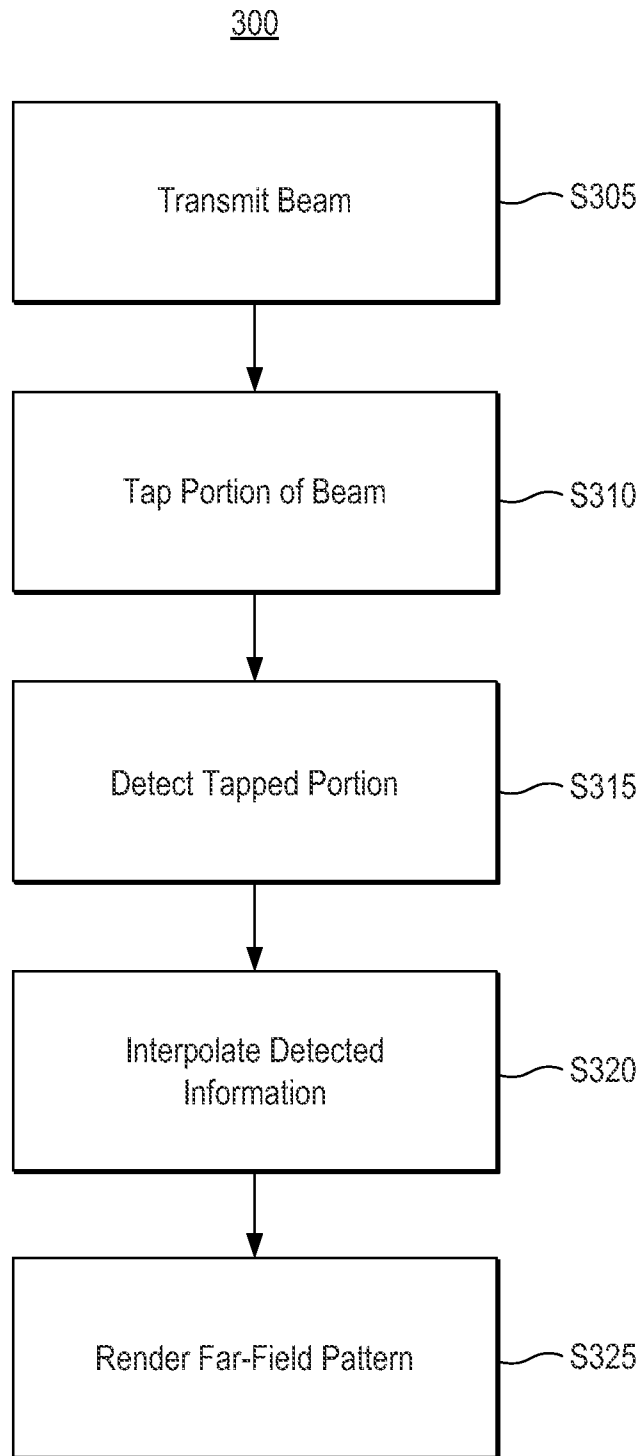 300
Transmit Beam
S305
Tap Portion of Beam
S310
Detect Tapped Portion
S315
Interpolate Detected
Information
S320
Render Far-Field Pattern
S325